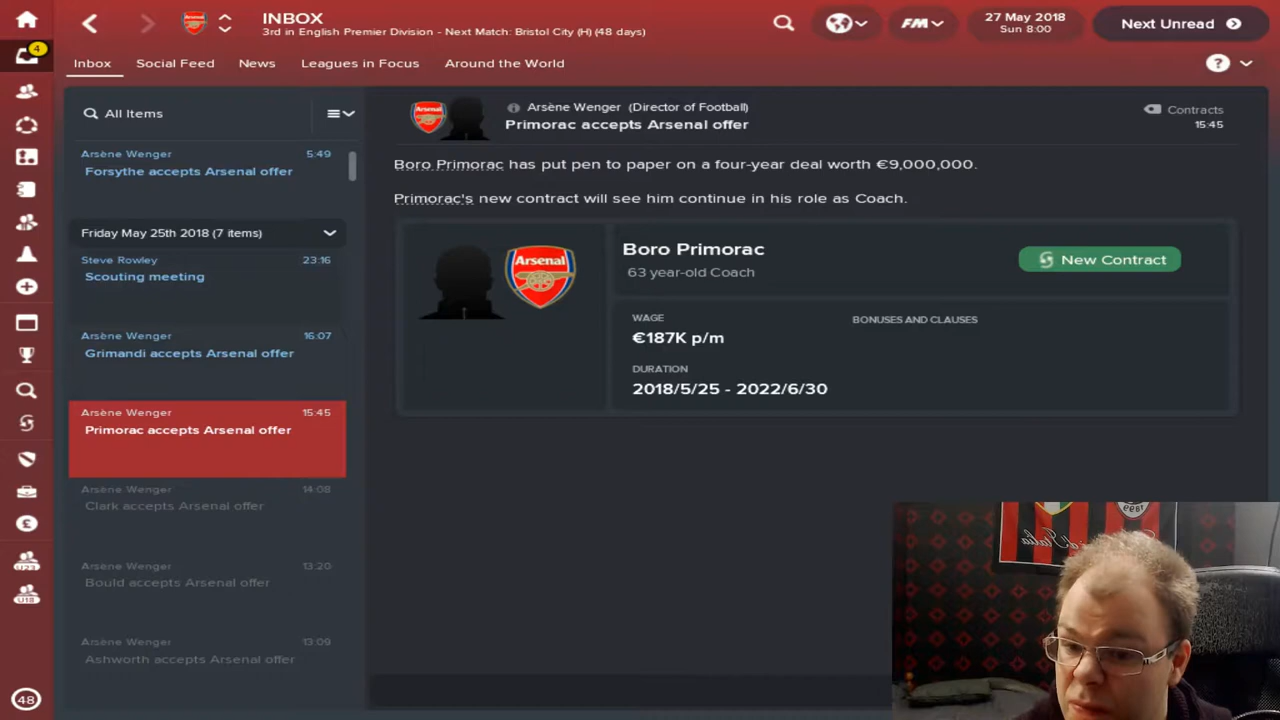 4
INBOX
3rd in English Premier Division - Next Match: Bristol City (H) (48 days)
FM
27 May 2018
Sun 8:00
Next Unread
Inbox
Social Feed
News
Leagues in Focus
Around the World
?
All Items
Arsène Wenger 5:49
Forsythe accepts Arsenal offer
Friday May 25th 2018 (7 items)
Steve Rowley 23:16
Scouting meeting
Arsène Wenger 16:07
Grimandi accepts Arsenal offer
Arsène Wenger 15:45
Primorac accepts Arsenal offer
Arsène Wenger 14:08
Clark accepts Arsenal offer
Arsène Wenger 13:20
Bould accepts Arsenal offer
Arsène Wenger 13:09
Ashworth accepts Arsenal offer
U23
U18
48
Arsenal
Arsène Wenger (Director of Football)
Primorac accepts Arsenal offer
Contracts
15:45
Boro Primorac has put pen to paper on a four-year deal worth €9,000,000.
Primorac's new contract will see him continue in his role as Coach.
Arsenal
Boro Primorac
63 year-old Coach
New Contract
WAGE
€187K p/m
BONUSES AND CLAUSES
DURATION
2018/5/25 - 2022/6/30
1899